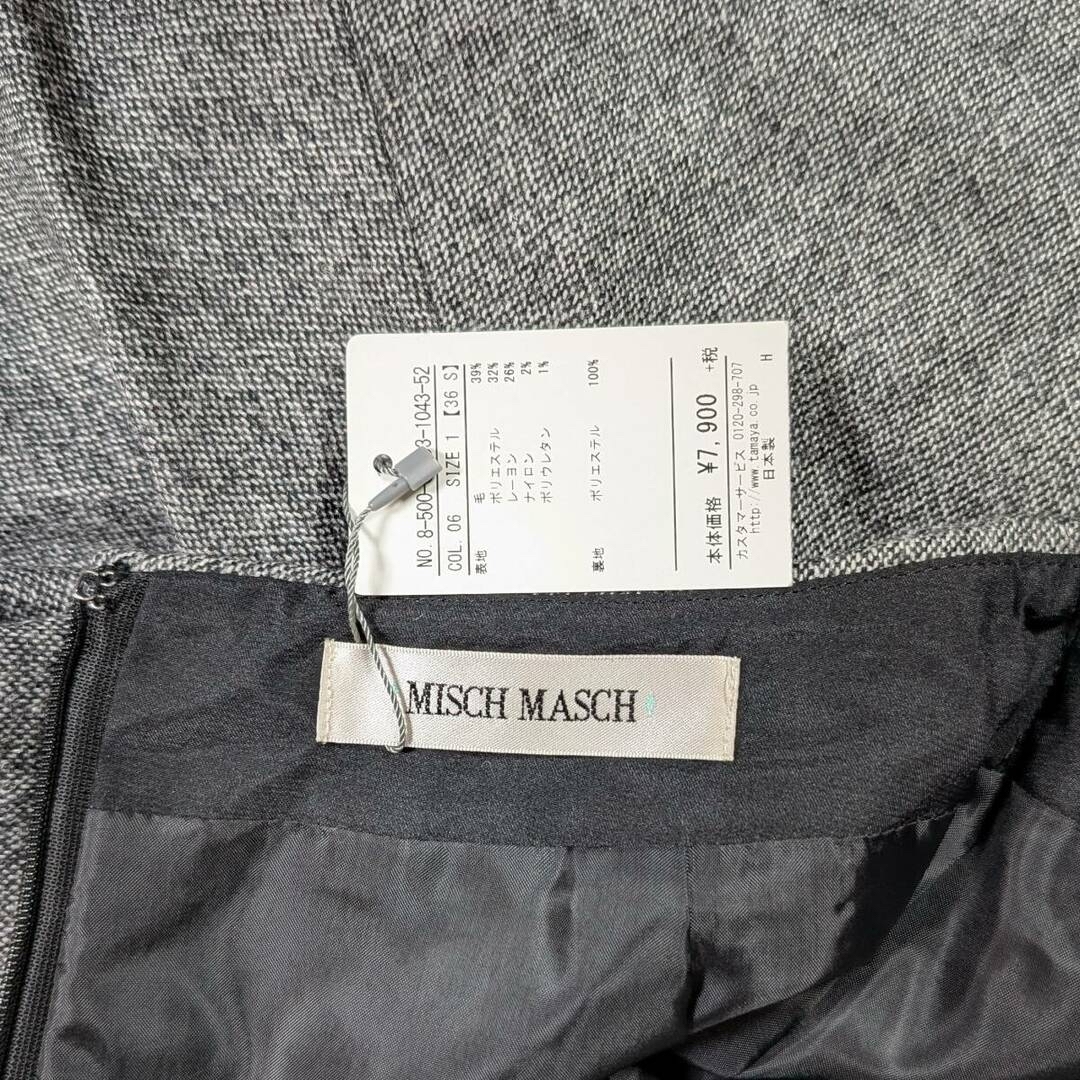 NO. 8-500- 3-1043-52
COL. 06 SIZE 1 【36 S】
表地 毛 39%
ポリエステル 32%
レーヨン 26%
ナイロン 2%
ポリウレタン 1%
裏地 ポリエステル 100%
本体価格 ¥7,900 +税
カスタマーサービス 0120-298-707
http://www.tamaya.co.jp
日本製 H
MISCH MASCH